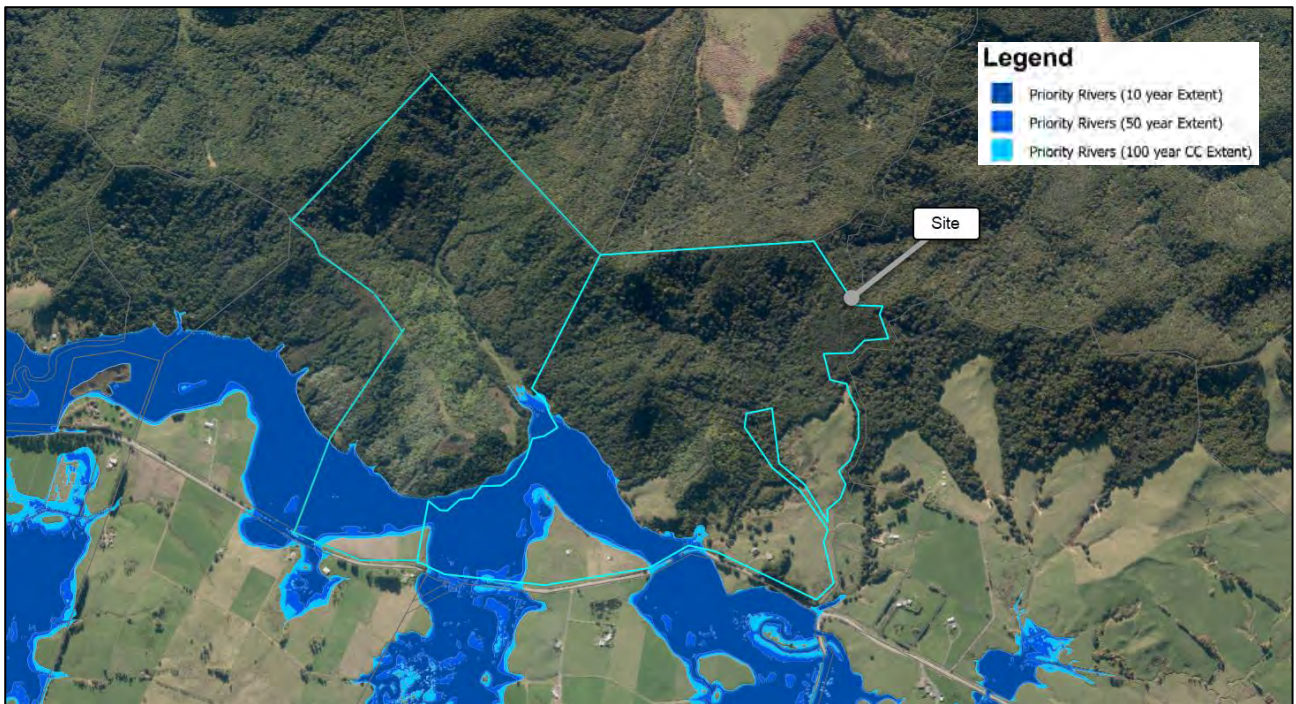 Legend
Priority Rivers (10 year Extent)
Priority Rivers (50 year Extent)
Priority Rivers (100 year CC Extent)
Site